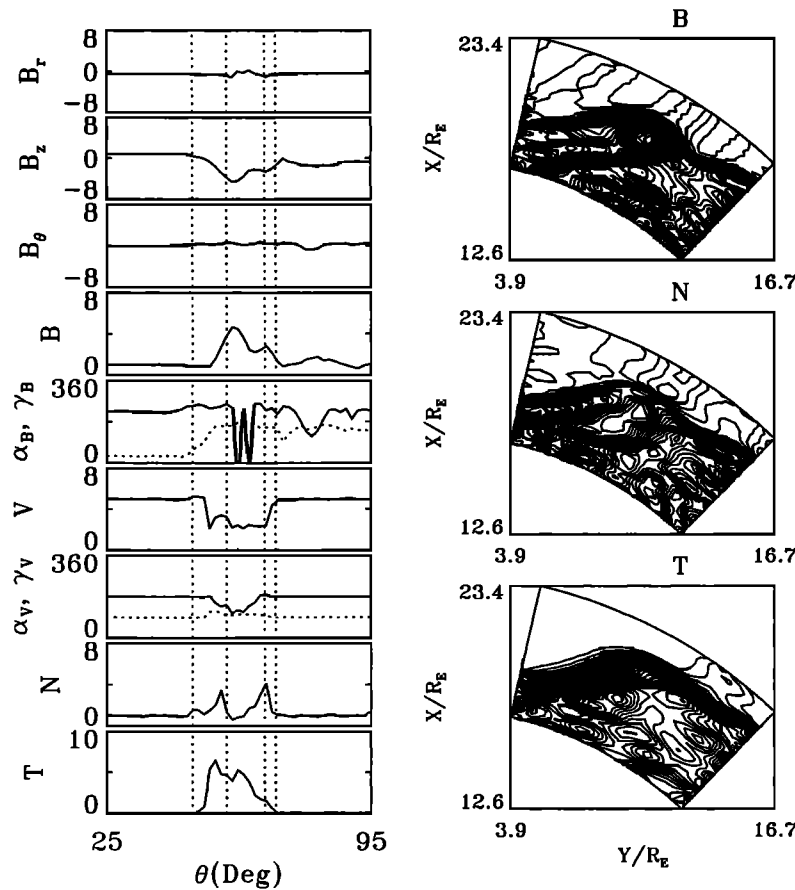 8
B_r
-8
8
B_z
-8
8
B_θ
-8
8
B
0
360
α_B, γ_B
0
8
V
0
360
α_V, γ_V
0
8
N
0
10
T
0
25 95
θ(Deg)
B
23.4
X/R_E
12.6
3.9 16.7
N
23.4
X/R_E
12.6
3.9 16.7
T
23.4
X/R_E
12.6
3.9 16.7
Y/R_E